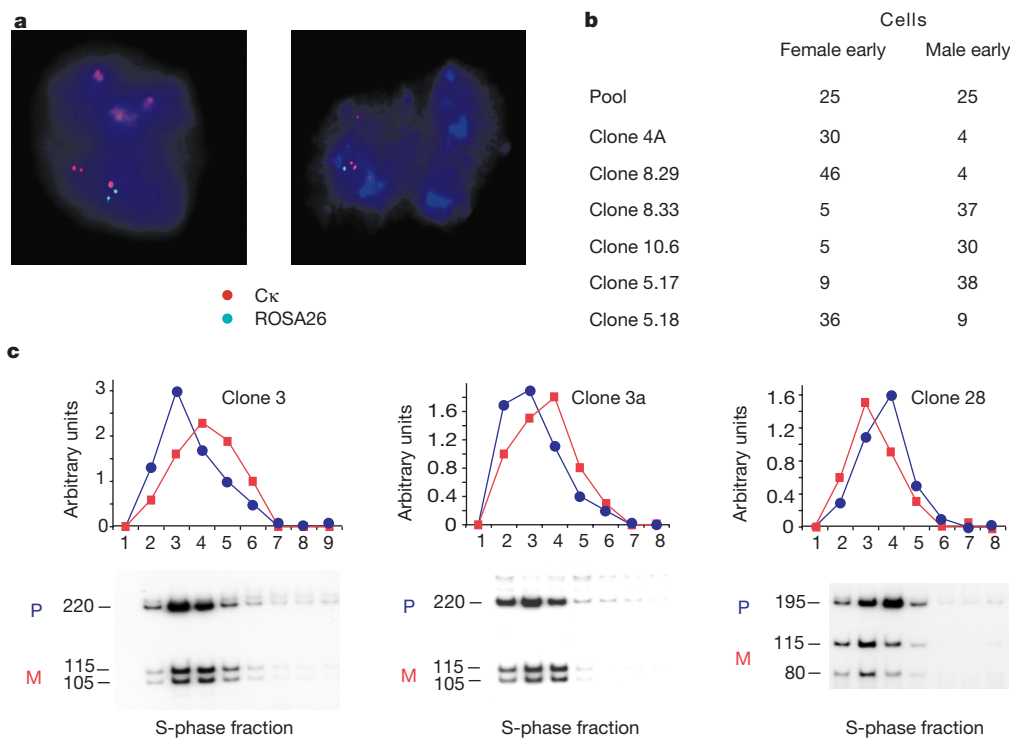 a
Cκ
ROSA26
b
Cells
Female early Male early
Pool 25 25
Clone 4A 30 4
Clone 8.29 46 4
Clone 8.33 5 37
Clone 10.6 5 30
Clone 5.17 9 38
Clone 5.18 36 9
c
Arbitrary units
3
2
1
0
Clone 3
1 2 3 4 5 6 7 8 9
P 220
M 115
105
S-phase fraction
Arbitrary units
1.6
1.2
0.8
0.4
0
Clone 3a
1 2 3 4 5 6 7 8
P 220
M 115
105
Arbitrary units
1.6
1.2
0.8
0.4
0
Clone 28
1 2 3 4 5 6 7 8
P 195
M 115
80
S-phase fraction